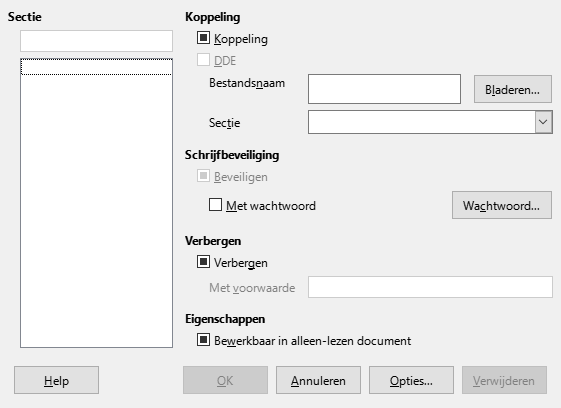 Sectie
Koppeling
Koppeling
DDE
Bestandsnaam
Bladeren...
Sectie
Schrijfbeveiliging
Beveiligen
Met wachtwoord
Wachtwoord...
Verbergen
Verbergen
Met voorwaarde
Eigenschappen
Bewerkbaar in alleen-lezen document
Help
OK
Annuleren
Opties...
Verwijderen